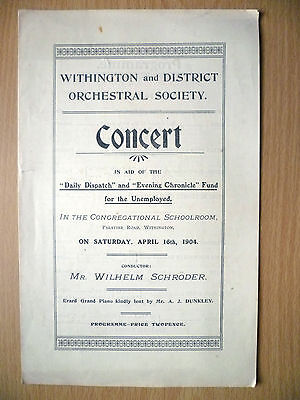 WITHINGTON and DISTRICT
ORCHESTRAL SOCIETY.
Concert
IN AID OF THE
"Daily Dispatch" and "Evening Chronicle" Fund
for the Unemployed,
IN THE CONGREGATIONAL SCHOOLROOM,
PALATINE ROAD, WITHINGTON,
ON SATURDAY, APRIL 16th, 1904.
CONDUCTOR:
MR. WILHELM SCHRODER.
Erard Grand Piano kindly lent by Mr. A. J. DUNKLEY.
PROGRAMME—PRICE TWOPENCE.